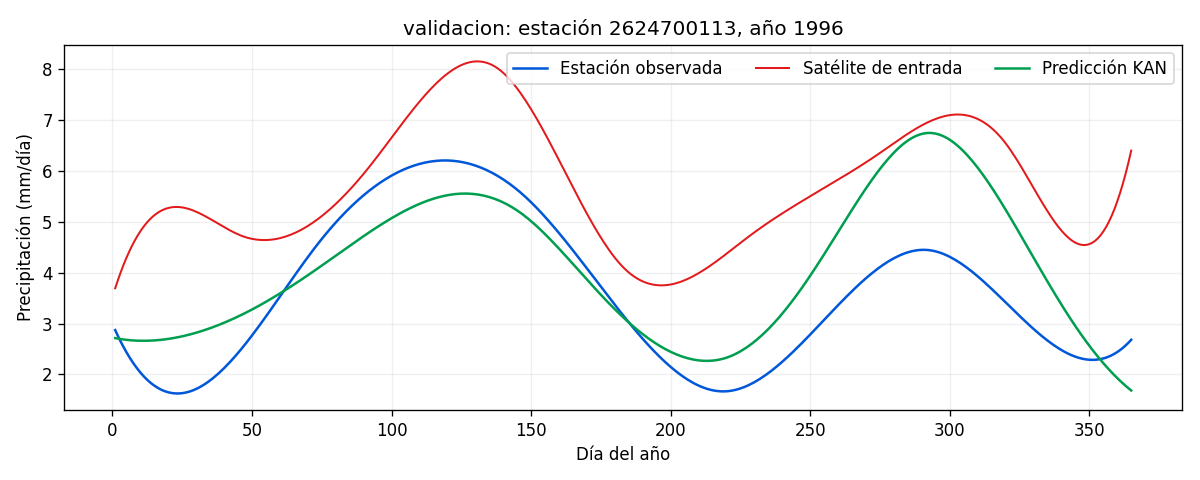 validacion: estación 2624700113, año 1996
Estación observada
Satélite de entrada
Predicción KAN
Precipitación (mm/día)
8
7
6
5
4
3
2
0
50
100
150
200
250
300
350
Día del año